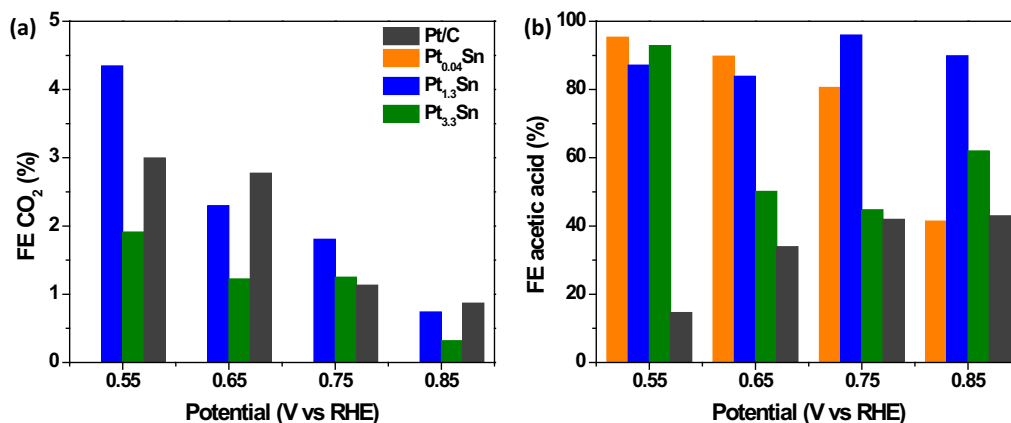 (a)
FE CO2 (%)
5
4
3
2
1
0
Pt/C
Pt0.04Sn
Pt1.3Sn
Pt3.3Sn
0.55 0.65 0.75 0.85
Potential (V vs RHE)
(b)
FE acetic acid (%)
100
80
60
40
20
0
0.55 0.65 0.75 0.85
Potential (V vs RHE)